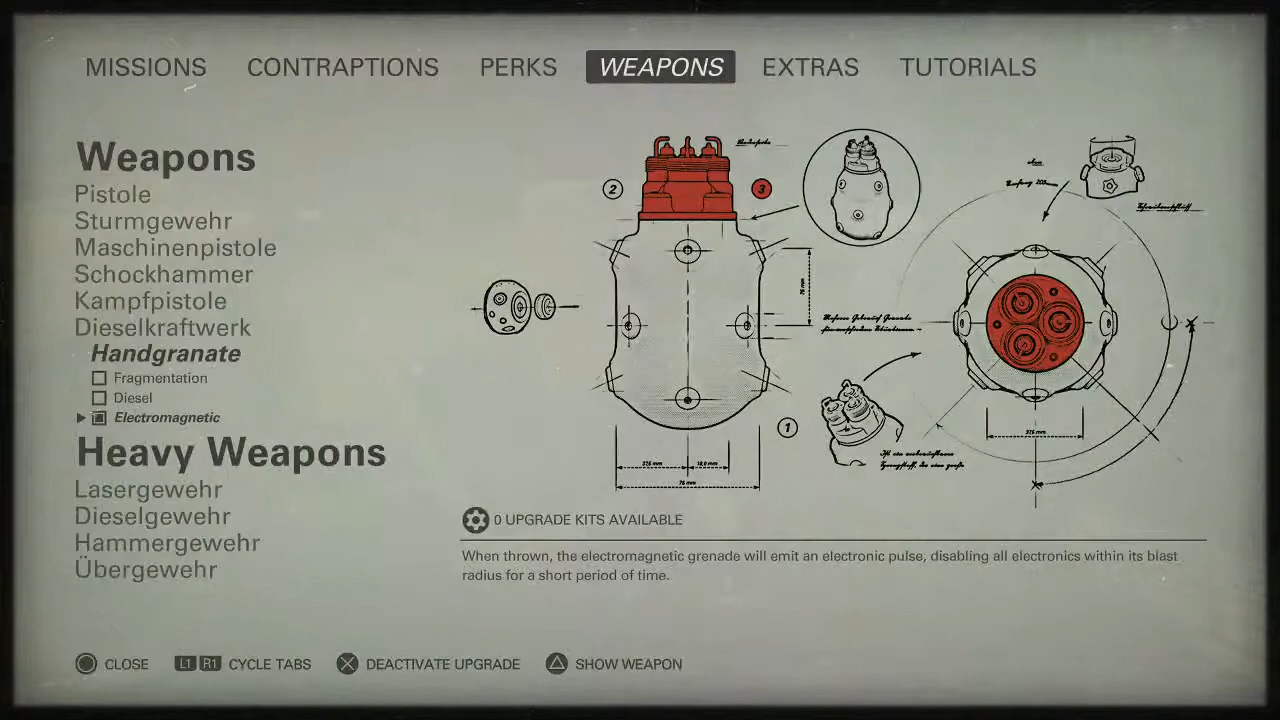 MISSIONS CONTRAPTIONS PERKS WEAPONS EXTRAS TUTORIALS
Weapons
Pistole
Sturmgewehr
Maschinenpistole
Schockhammer
Kampfpistole
Dieselkraftwerk
Handgranate
Fragmentation
Diesel
Electromagnetic
Heavy Weapons
Lasergewehr
Dieselgewehr
Hammergewehr
Übergewehr
2
3
1
76 mm
0 UPGRADE KITS AVAILABLE
When thrown, the electromagnetic grenade will emit an electronic pulse, disabling all electronics within its blast
radius for a short period of time.
CLOSE L1 R1 CYCLE TABS DEACTIVATE UPGRADE SHOW WEAPON